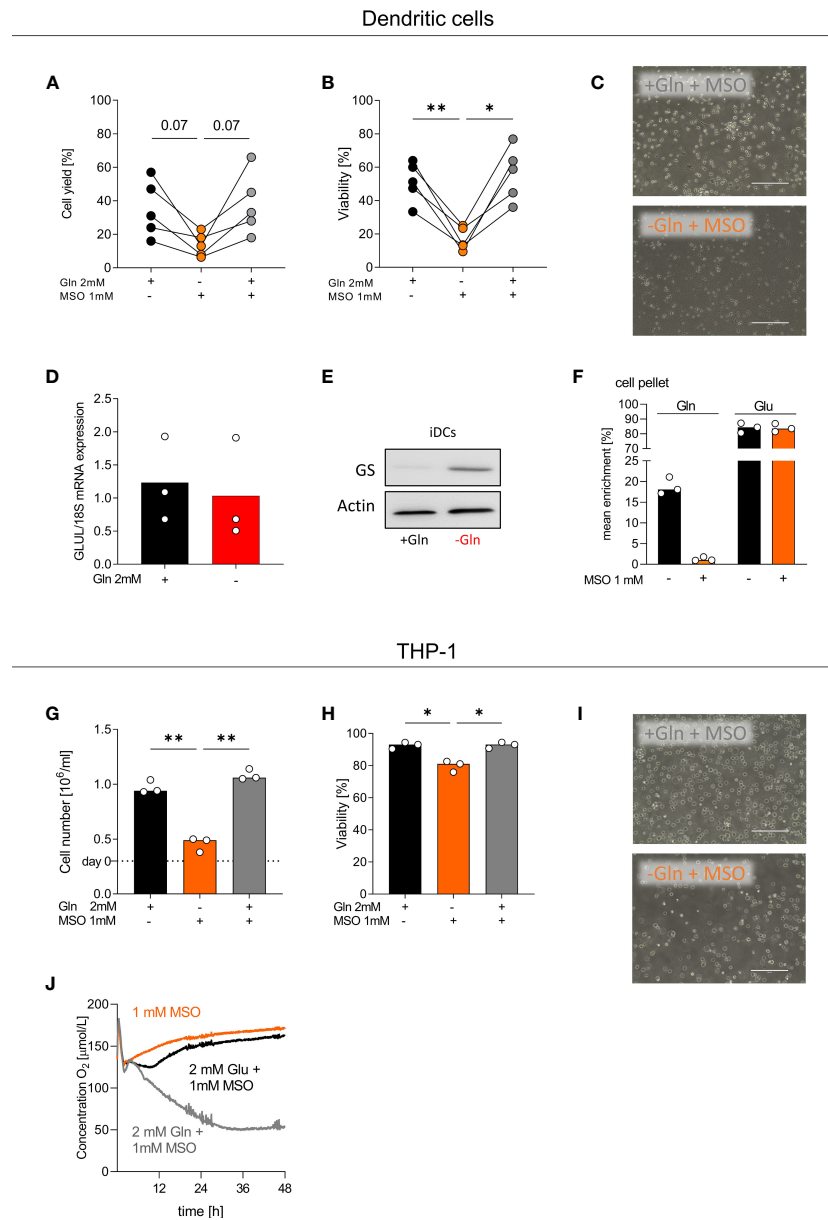 Dendritic cells
A
Cell yield [%]
100
80
60
40
20
0
0.07 0.07
Gln 2mM + - +
MSO 1mM - + +
B
Viability [%]
100
80
60
40
20
0
** *
Gln 2mM + - +
MSO 1mM - + +
C
+Gln + MSO
-Gln + MSO
D
GLUL/18S mRNA expression
2.5
2.0
1.5
1.0
0.5
0.0
Gln 2mM + -
E
iDCs
GS
Actin
+Gln -Gln
F
cell pellet
Gln Glu
mean enrichment [%]
100
90
80
70
25
20
15
10
5
0
MSO 1 mM - + - +
THP-1
G
Cell number [10⁶/ml]
1.5
1.0
0.5
day 0
0.0
** **
Gln 2mM + - +
MSO 1mM - + +
H
Viability [%]
100
80
60
40
20
0
* *
Gln 2mM + - +
MSO 1mM - + +
I
+Gln + MSO
-Gln + MSO
J
Concentration O₂ [µmol/L]
200
150
100
50
0
1 mM MSO
2 mM Glu +
1mM MSO
2 mM Gln +
1mM MSO
12 24 36 48
time [h]